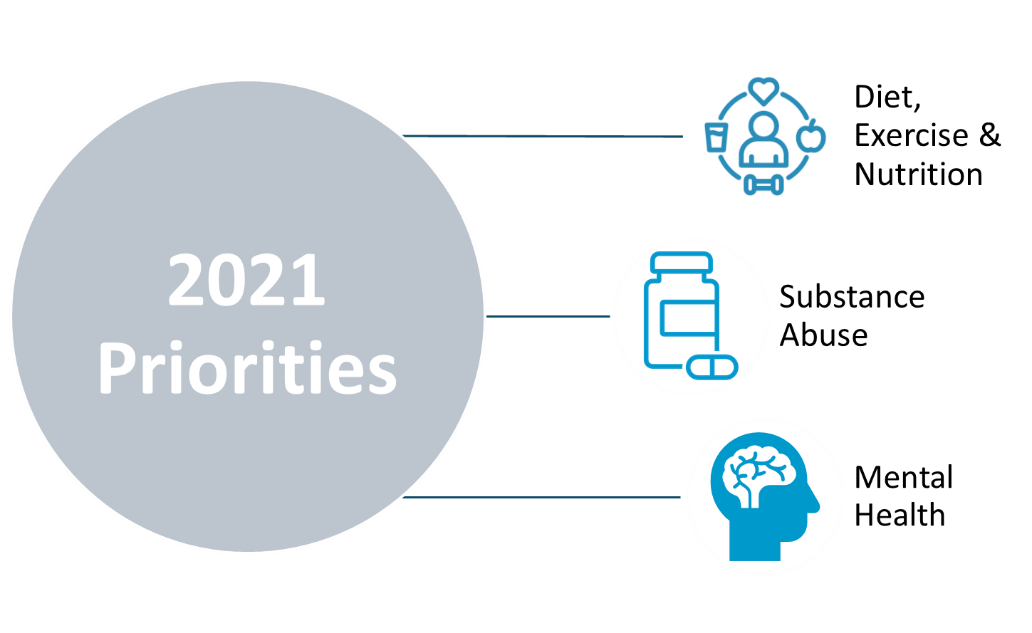 2021
Priorities
Diet,
Exercise &
Nutrition
Substance
Abuse
Mental
Health